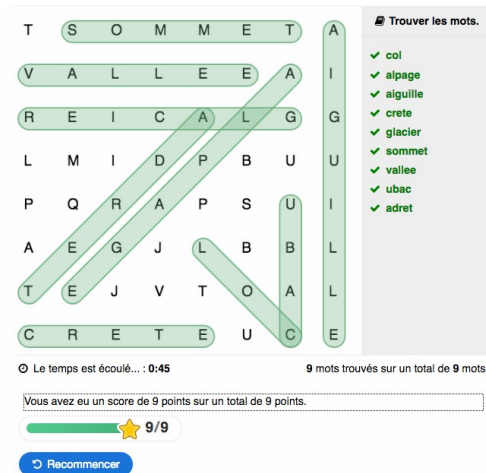 T S O M M E T A
V A L L E E A I
R E I C A L G G
L M I D P B U U
P Q R A P S U I
A E G J L B B L
T E J V T O A L
C R E T E U C E
Trouver les mots.
col
alpage
aiguille
crete
glacier
sommet
vallee
ubac
adret
Le temps est écoulé... : 0:45
9 mots trouvés sur un total de 9 mots
Vous avez eu un score de 9 points sur un total de 9 points.
9/9
Recommencer